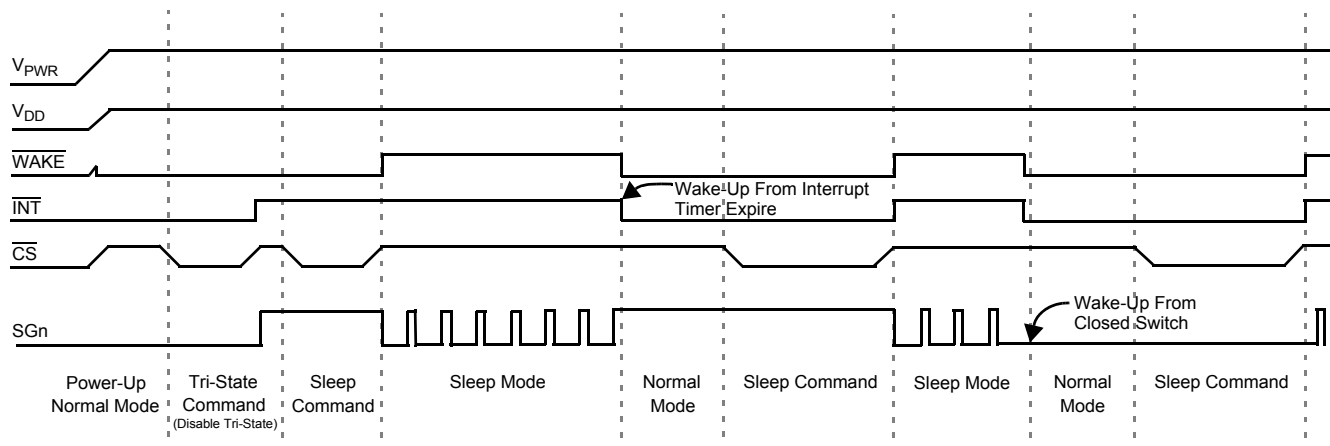 VPWR
VDD
WAKE
INT
CS
SGn
Wake-Up From Interrupt
Timer Expire
Wake-Up From
Closed Switch
Power-Up
Normal Mode
Tri-State
Command
(Disable Tri-State)
Sleep
Command
Sleep Mode
Normal
Mode
Sleep Command
Sleep Mode
Normal
Mode
Sleep Command